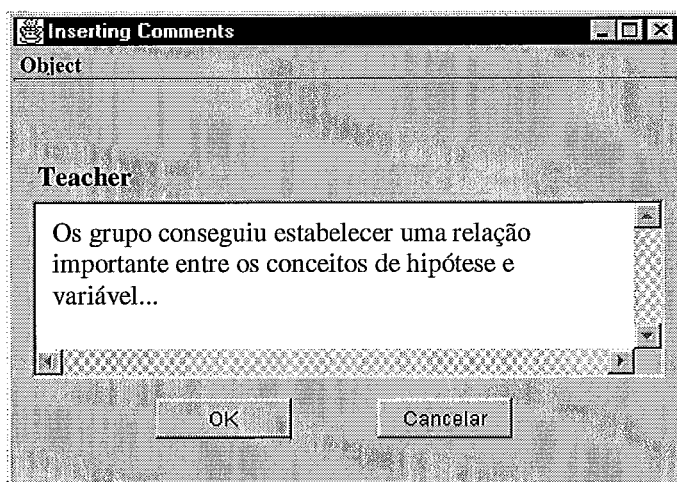 Inserting Comments
Object
Teacher
Os grupo conseguiu estabelecer uma relação
importante entre os conceitos de hipótese e
variável...
OK
Cancelar